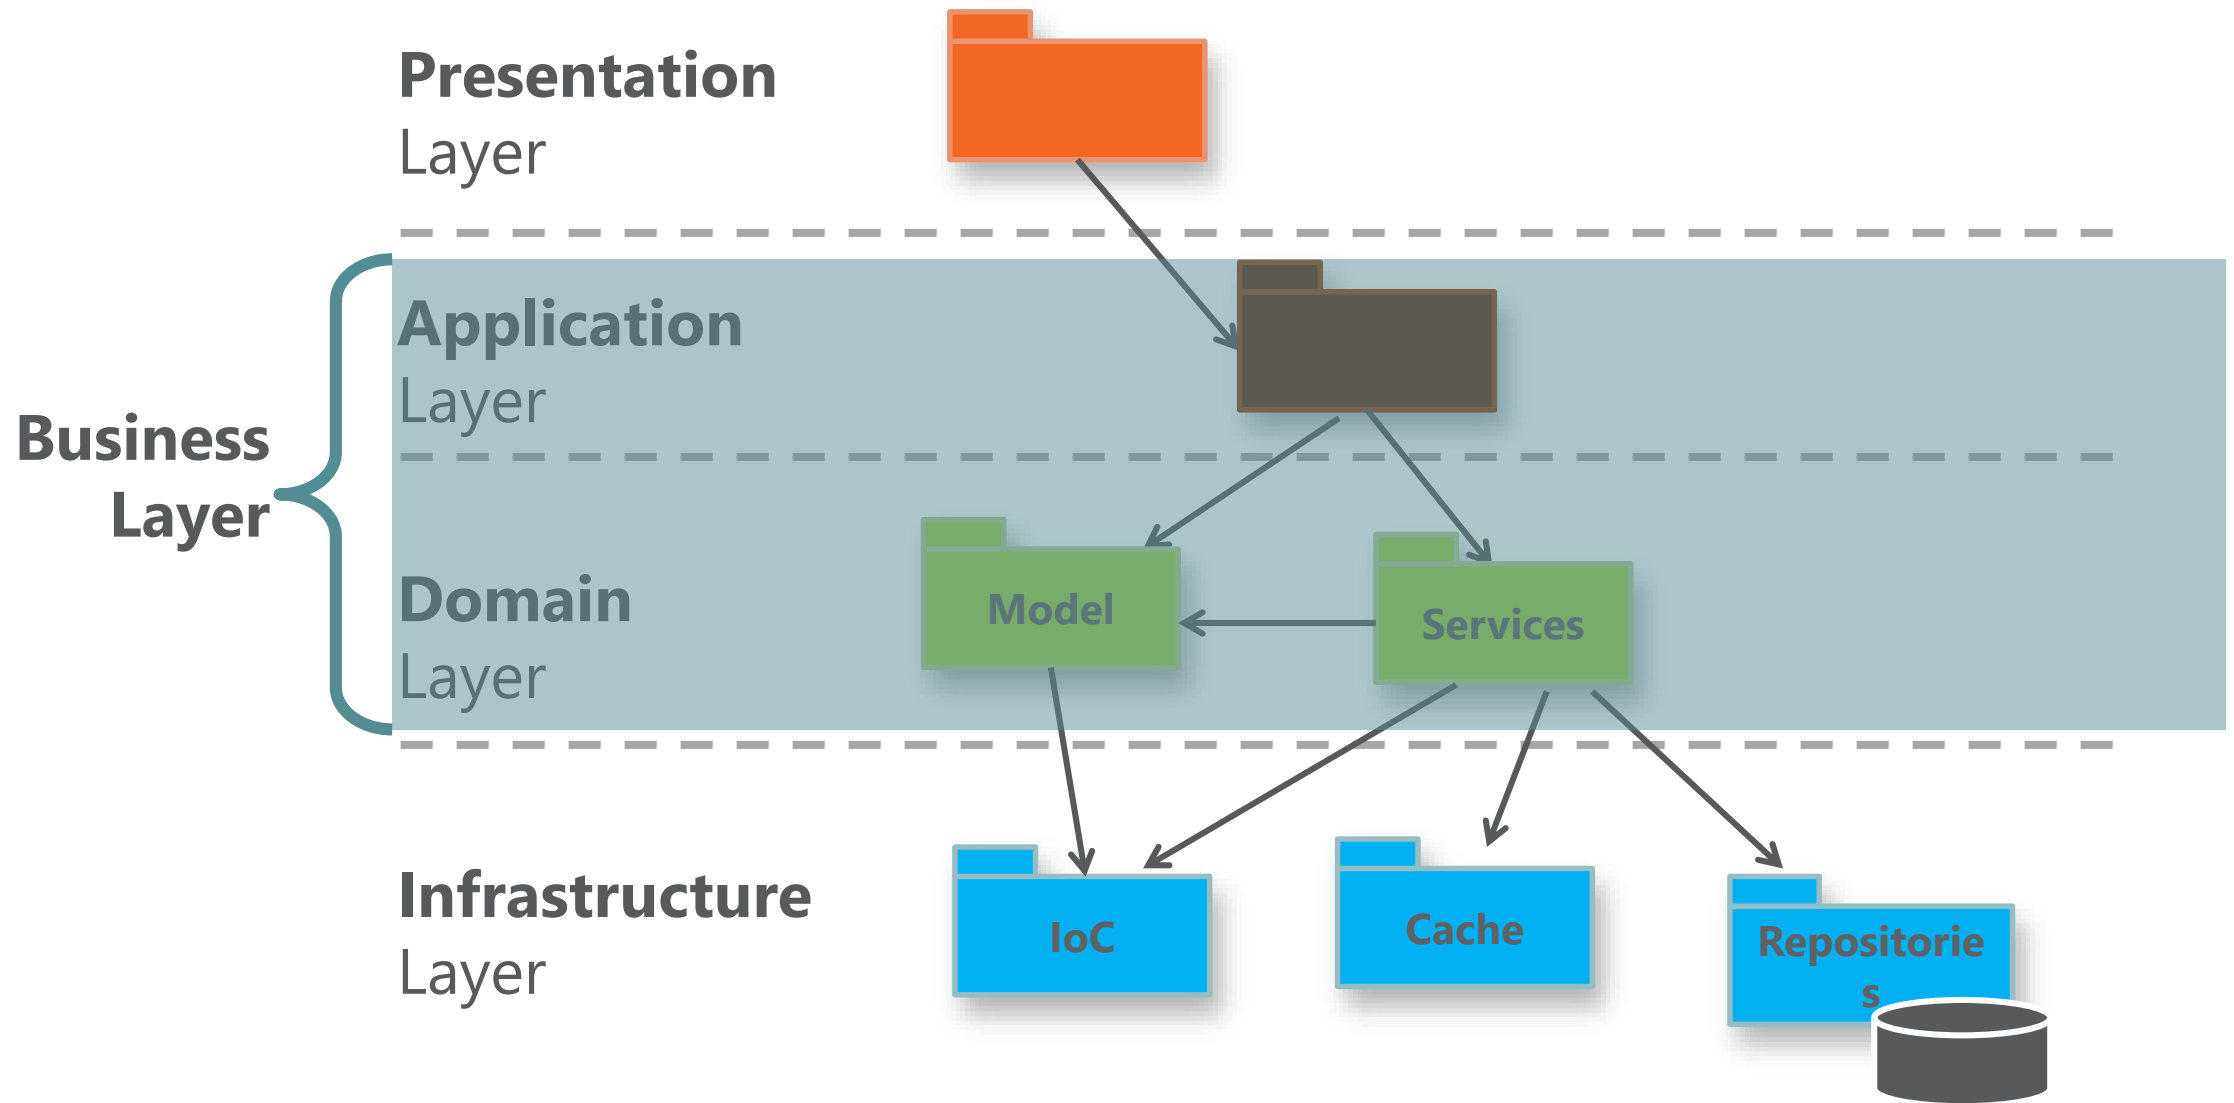 Presentation
Layer
Application
Layer
Business
Layer
Domain
Layer
Model
Services
Infrastructure
Layer
IoC
Cache
Repositorie
s